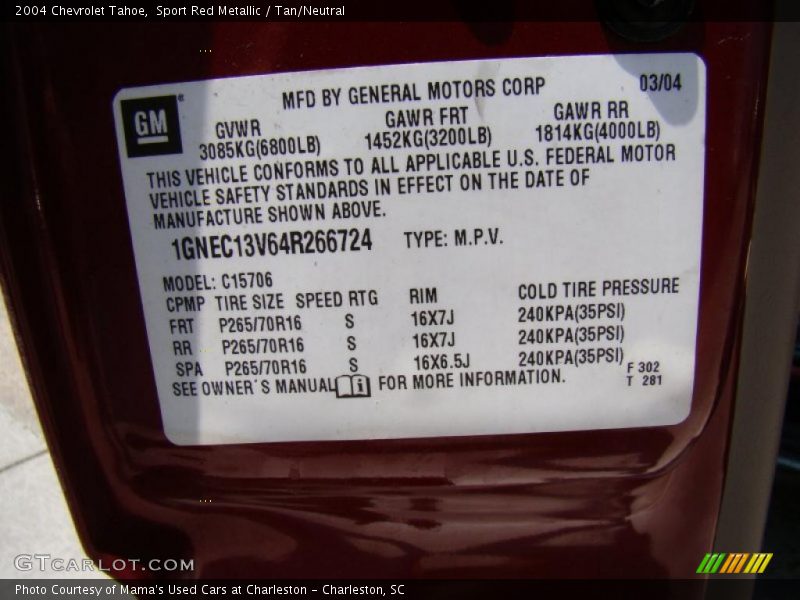 2004 Chevrolet Tahoe, Sport Red Metallic / Tan/Neutral
GM®
MFD BY GENERAL MOTORS CORP 03/04
GVWR GAWR FRT GAWR RR
3085KG(6800LB) 1452KG(3200LB) 1814KG(4000LB)
THIS VEHICLE CONFORMS TO ALL APPLICABLE U.S. FEDERAL MOTOR
VEHICLE SAFETY STANDARDS IN EFFECT ON THE DATE OF
MANUFACTURE SHOWN ABOVE.
1GNEC13V64R266724 TYPE: M.P.V.
MODEL: C15706
CPMP TIRE SIZE SPEED RTG RIM COLD TIRE PRESSURE
FRT P265/70R16 S 16X7J 240KPA(35PSI)
RR P265/70R16 S 16X7J 240KPA(35PSI)
SPA P265/70R16 S 16X6.5J 240KPA(35PSI)
SEE OWNER'S MANUAL i FOR MORE INFORMATION.
F 302
T 281
GTcarlot.com
Photo Courtesy of Mama's Used Cars at Charleston - Charleston, SC